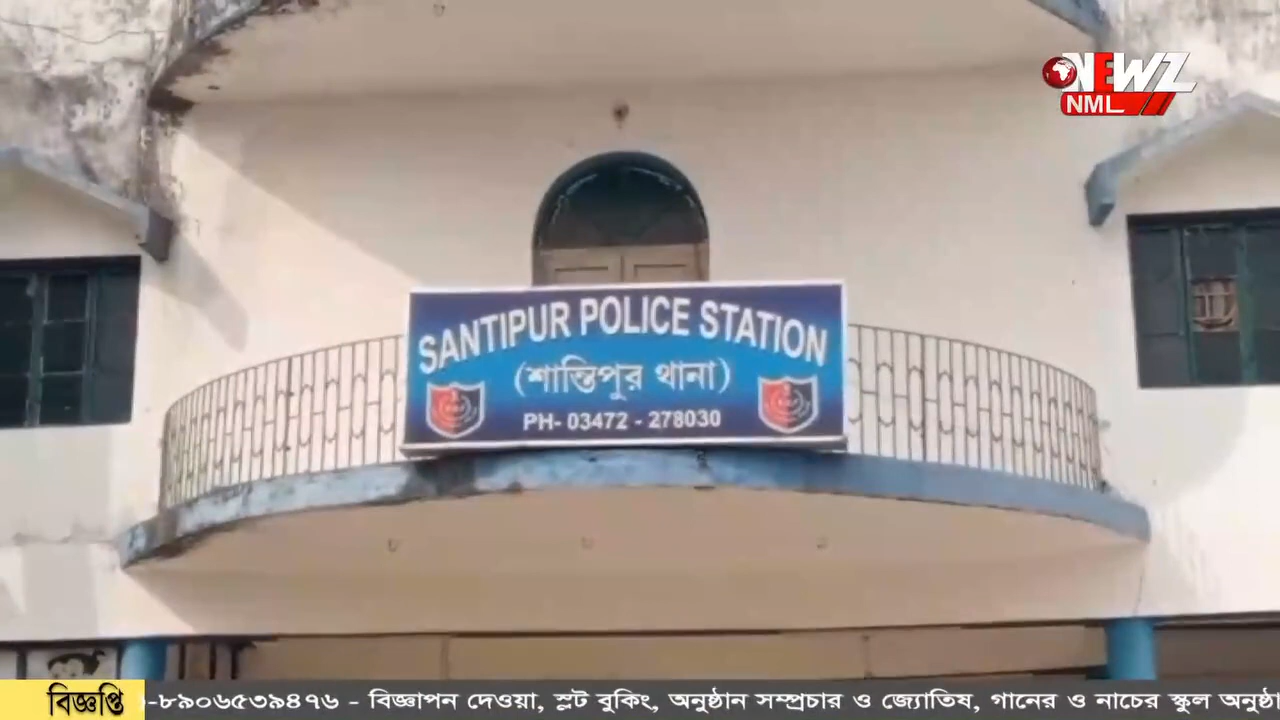 NEWZ
NML
SANTIPUR POLICE STATION
(শান্তিপুর থানা)
PH- 03472 - 278030
বিজ্ঞপ্তি
-৮৯০৬৫৩৯৪৭৬ - বিজ্ঞাপন দেওয়া, স্লট বুকিং, অনুষ্ঠান সম্প্রচার ও জ্যোতিষ, গানের ও নাচের স্কুল